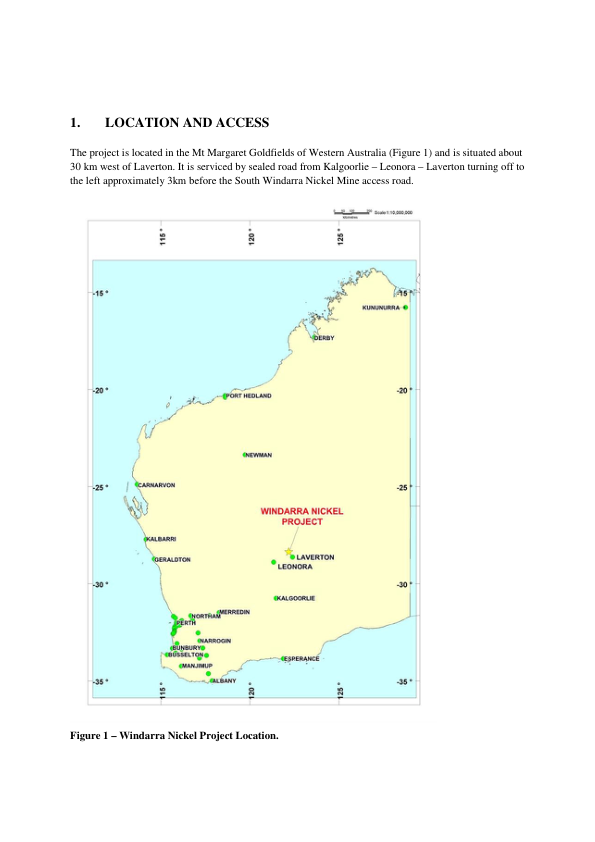 1. LOCATION AND ACCESS
The project is located in the Mt Margaret Goldfields of Western Australia (Figure 1) and is situated about
30 km west of Laverton. It is serviced by sealed road from Kalgoorlie – Leonora – Laverton turning off to
the left approximately 3km before the South Windarra Nickel Mine access road.
Scale 1:10,000,000
115 °
120 °
125 °
-15 °
-15 °
KUNUNURRA
DERBY
-20 °
-20 °
PORT HEDLAND
NEWMAN
-25 °
-25 °
CARNARVON
WINDARRA NICKEL
PROJECT
KALBARRI
GERALDTON
LAVERTON
LEONORA
-30 °
-30 °
KALGOORLIE
MERREDIN
NORTHAM
PERTH
NARROGIN
BUNBURY
BUSSELTON
ESPERANCE
MANJIMUP
ALBANY
-35 °
-35 °
115 °
120 °
125 °
Figure 1 – Windarra Nickel Project Location.